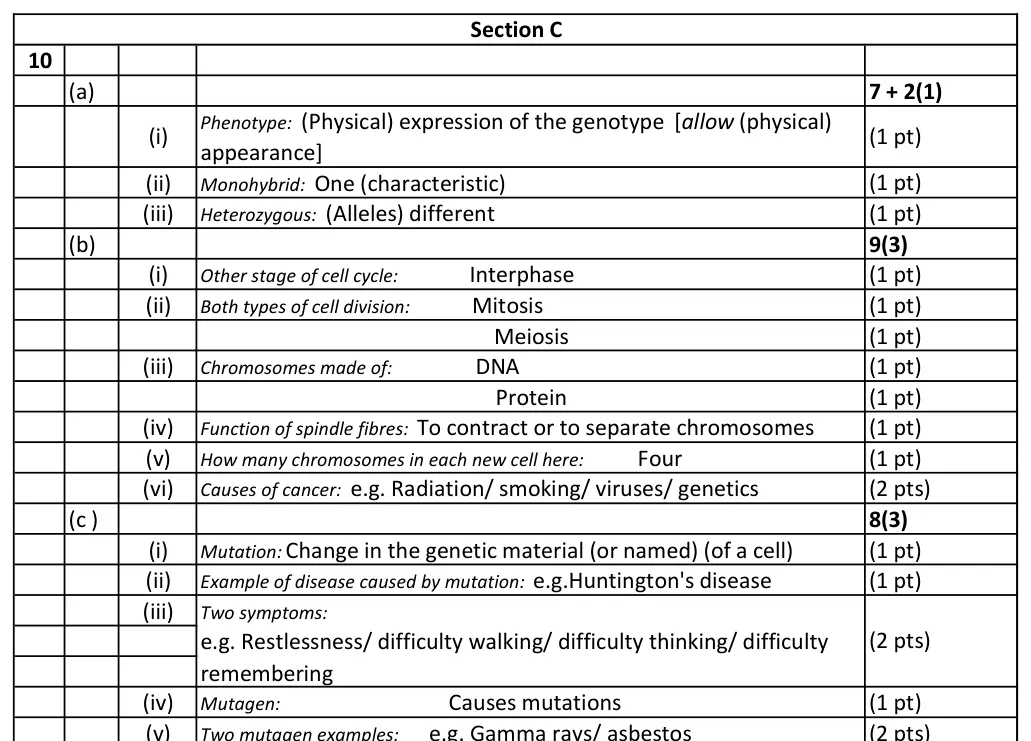 Section C
10
(a) 7 + 2(1)
(i) Phenotype: (Physical) expression of the genotype [allow (physical) appearance] (1 pt)
(ii) Monohybrid: One (characteristic) (1 pt)
(iii) Heterozygous: (Alleles) different (1 pt)
(b) 9(3)
(i) Other stage of cell cycle: Interphase (1 pt)
(ii) Both types of cell division: Mitosis (1 pt)
Meiosis (1 pt)
(iii) Chromosomes made of: DNA (1 pt)
Protein (1 pt)
(iv) Function of spindle fibres: To contract or to separate chromosomes (1 pt)
(v) How many chromosomes in each new cell here: Four (1 pt)
(vi) Causes of cancer: e.g. Radiation/ smoking/ viruses/ genetics (2 pts)
(c ) 8(3)
(i) Mutation: Change in the genetic material (or named) (of a cell) (1 pt)
(ii) Example of disease caused by mutation: e.g.Huntington's disease (1 pt)
(iii) Two symptoms:
e.g. Restlessness/ difficulty walking/ difficulty thinking/ difficulty (2 pts)
remembering
(iv) Mutagen: Causes mutations (1 pt)
(v) Two mutagen examples: e.g. Gamma rays/ asbestos (2 pts)